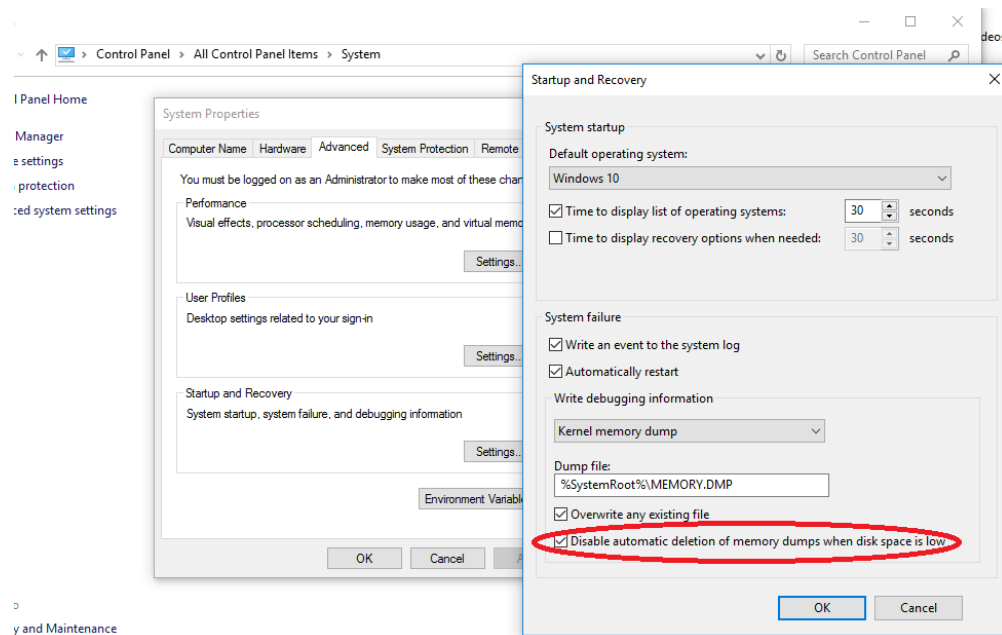 deos
Control Panel > All Control Panel Items > System
Search Control Panel
l Panel Home
Manager
e settings
protection
ced system settings
y and Maintenance
System Properties
Computer Name Hardware Advanced System Protection Remote
You must be logged on as an Administrator to make most of these chan
Performance
Visual effects, processor scheduling, memory usage, and virtual memo
Settings..
User Profiles
Desktop settings related to your sign-in
Settings..
Startup and Recovery
System startup, system failure, and debugging information
Settings..
Environment Variabl
OK Cancel A
Startup and Recovery
System startup
Default operating system:
Windows 10
Time to display list of operating systems: 30 seconds
Time to display recovery options when needed: 30 seconds
System failure
Write an event to the system log
Automatically restart
Write debugging information
Kernel memory dump
Dump file:
%SystemRoot%\MEMORY.DMP
Overwrite any existing file
Disable automatic deletion of memory dumps when disk space is low
OK Cancel